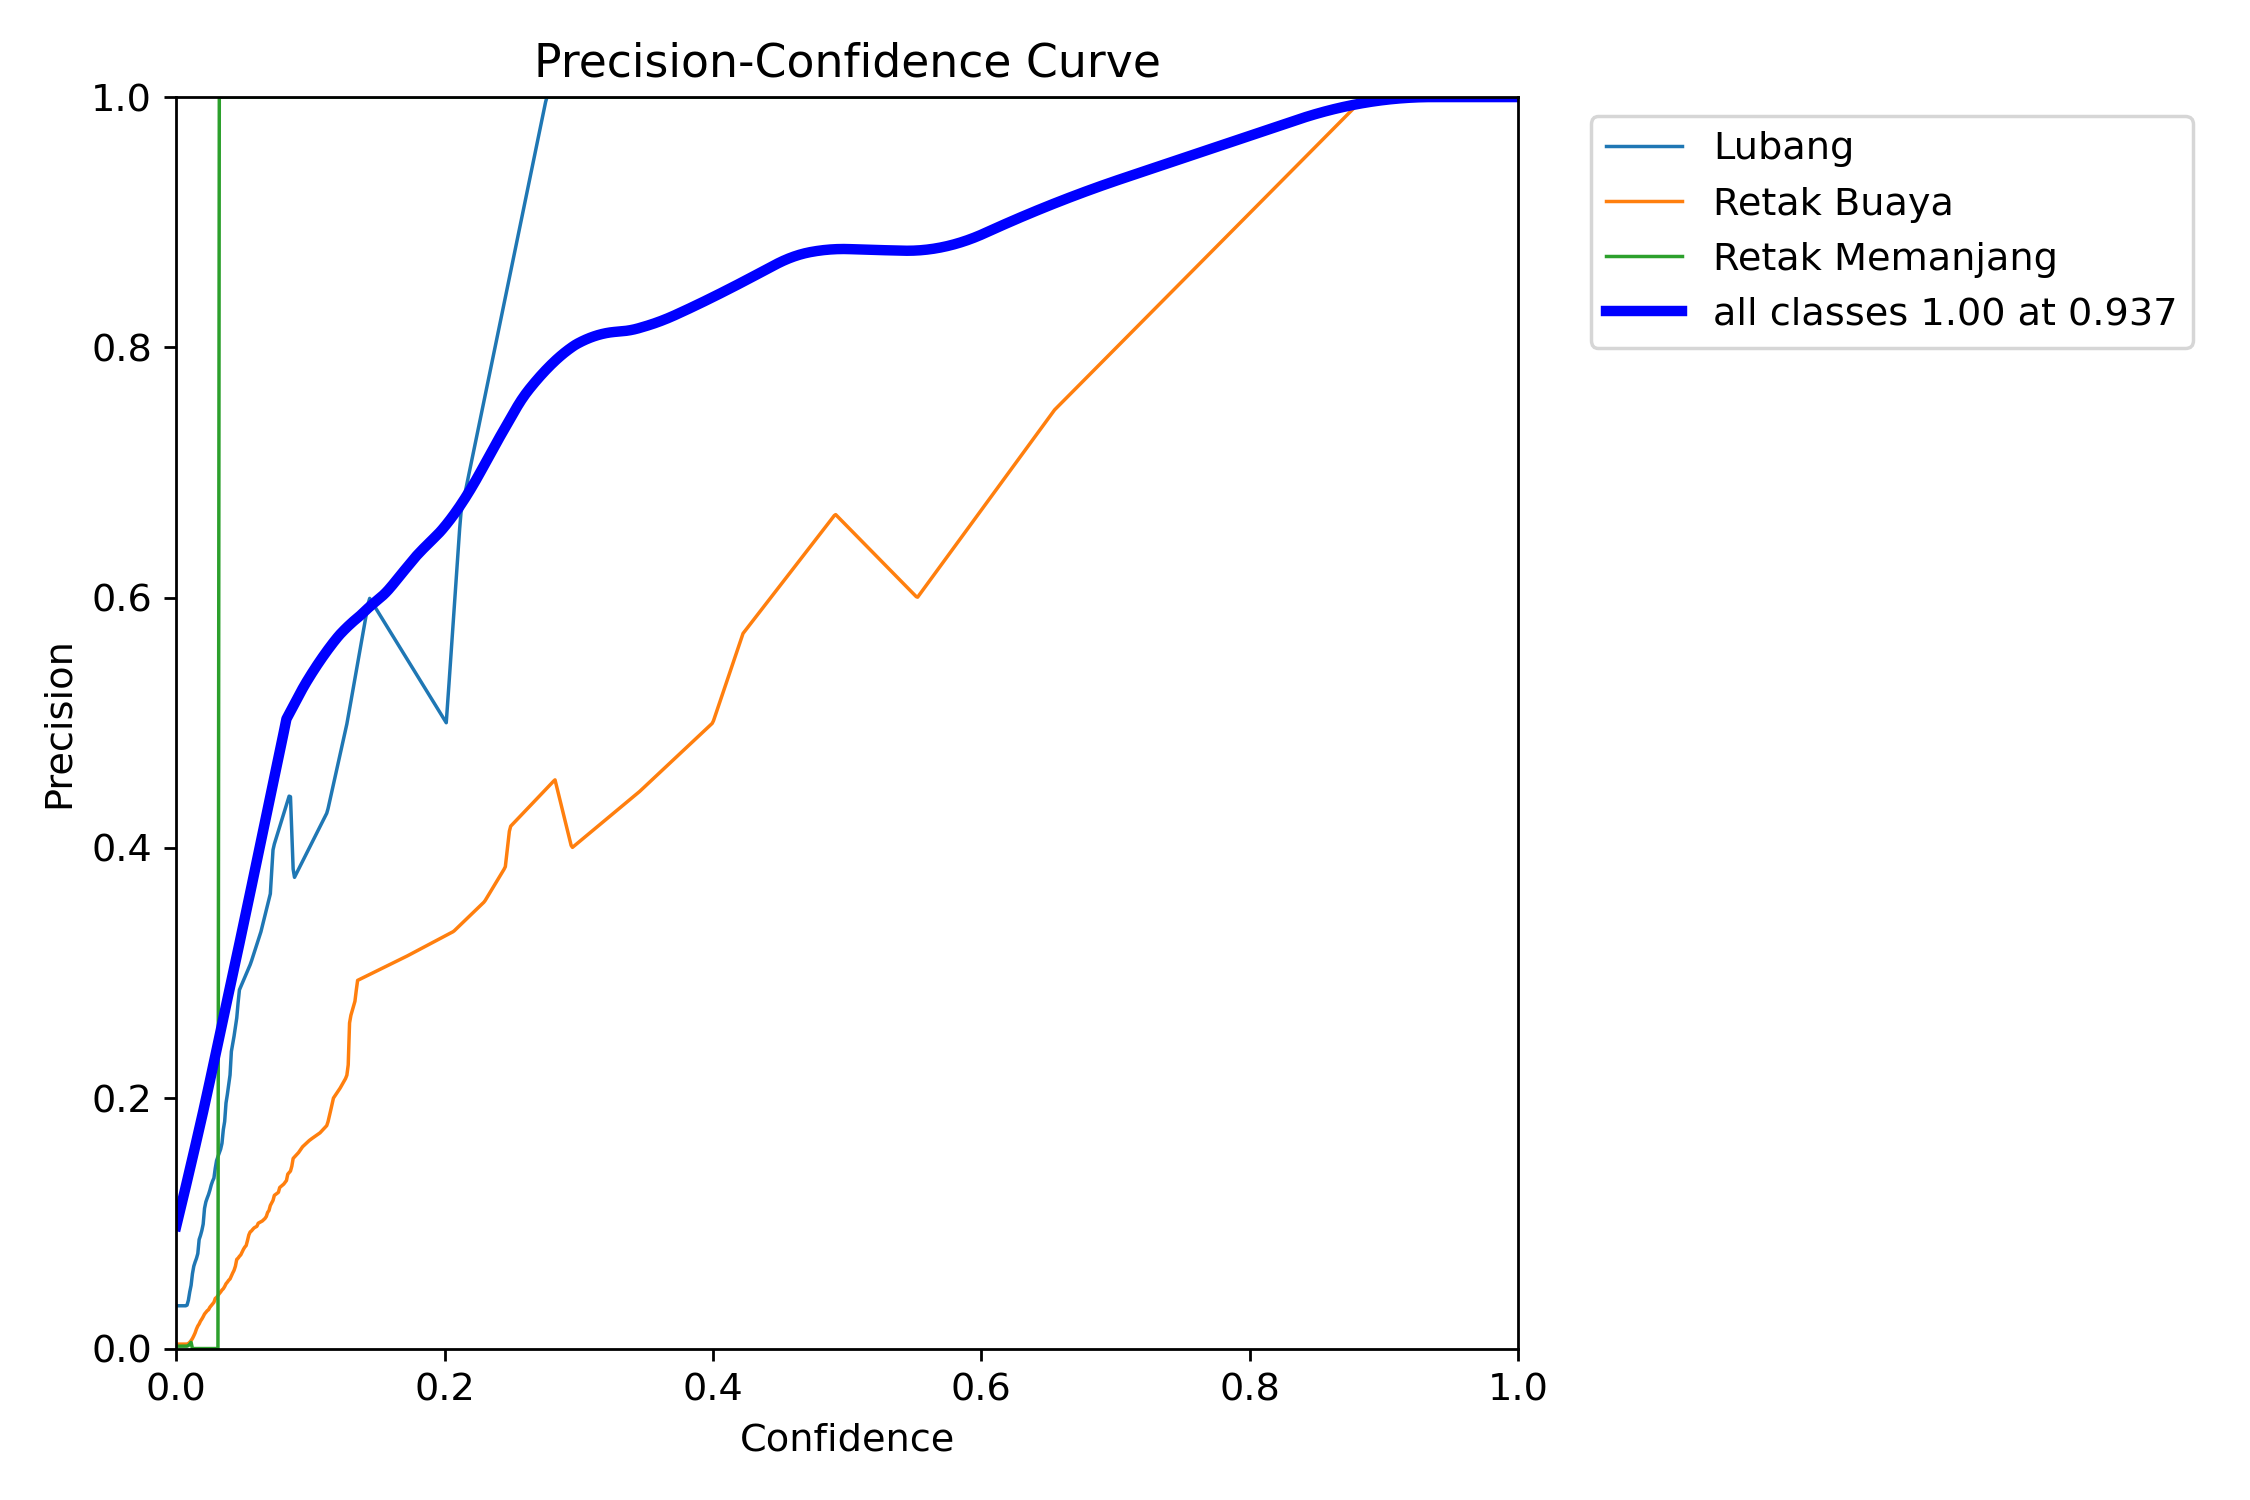 Precision-Confidence Curve
1.0
0.8
0.6
0.4
0.2
0.0
Precision
0.0 0.2 0.4 0.6 0.8 1.0
Confidence
Lubang
Retak Buaya
Retak Memanjang
all classes 1.00 at 0.937